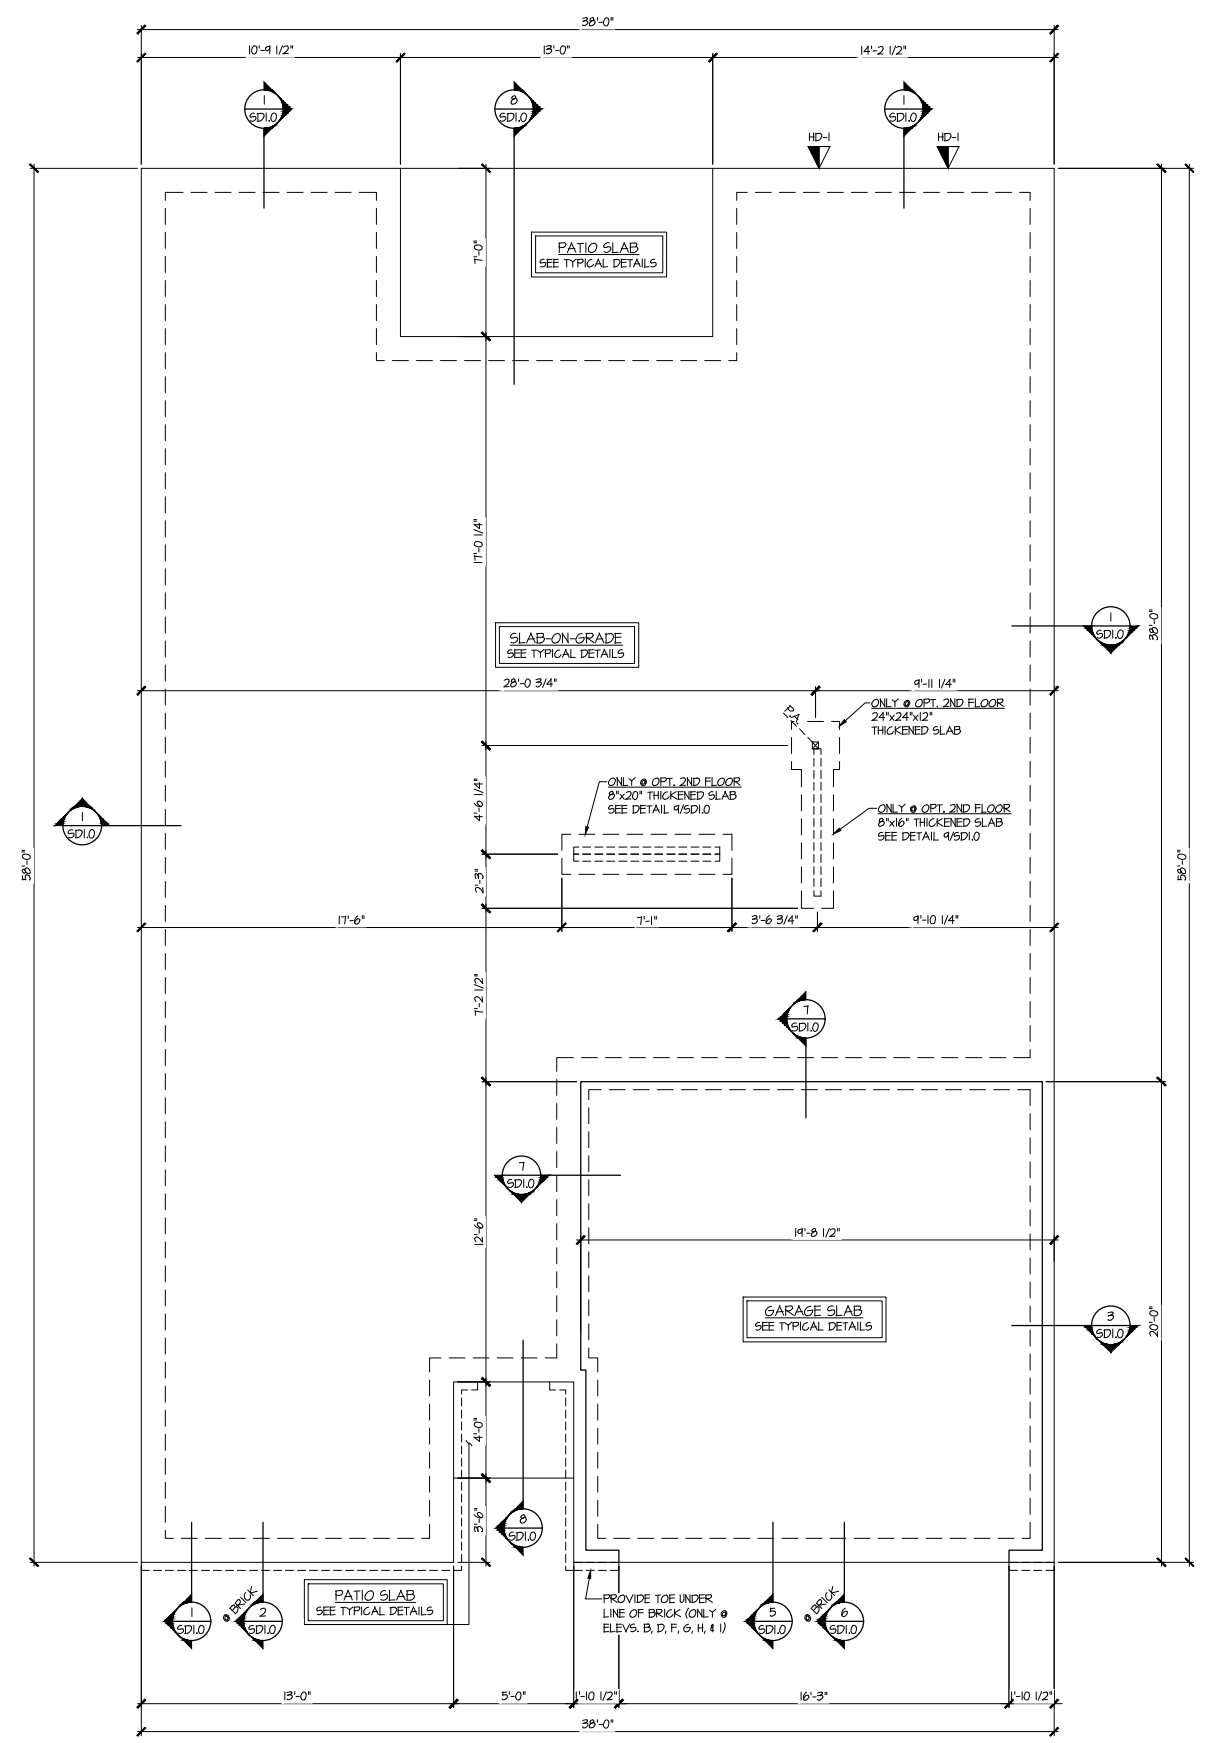 38'-0"
10'-9 1/2"
13'-0"
14'-2 1/2"
1
SD1.0
8
SD1.0
1
SD1.0
HD-1
HD-1
7'-0"
PATIO SLAB
SEE TYPICAL DETAILS
17'-0 1/4"
38'-0"
1
SD1.0
SLAB-ON-GRADE
SEE TYPICAL DETAILS
28'-0 3/4"
9'-11 1/4"
P.A.
ONLY @ OPT. 2ND FLOOR
24"x24"x12"
THICKENED SLAB
ONLY @ OPT. 2ND FLOOR
8"x20" THICKENED SLAB
SEE DETAIL 9/SD1.0
4'-6 1/4"
ONLY @ OPT. 2ND FLOOR
8"x16" THICKENED SLAB
SEE DETAIL 9/SD1.0
1
SD1.0
58'-0"
2'-3"
58'-0"
17'-6"
7'-1"
3'-6 3/4"
9'-10 1/4"
7'-2 1/2"
7
SD1.0
7
SD1.0
12'-6"
19'-8 1/2"
GARAGE SLAB
SEE TYPICAL DETAILS
3
SD1.0
20'-0"
4'-0"
3'-6"
8
SD1.0
PATIO SLAB
SEE TYPICAL DETAILS
PROVIDE TOE UNDER
LINE OF BRICK (ONLY @
ELEVS. B, D, F, G, H, & I)
1
SD1.0
@ BRICK
2
SD1.0
5
SD1.0
@ BRICK
6
SD1.0
13'-0"
5'-0"
1'-10 1/2"
16'-3"
1'-10 1/2"
38'-0"